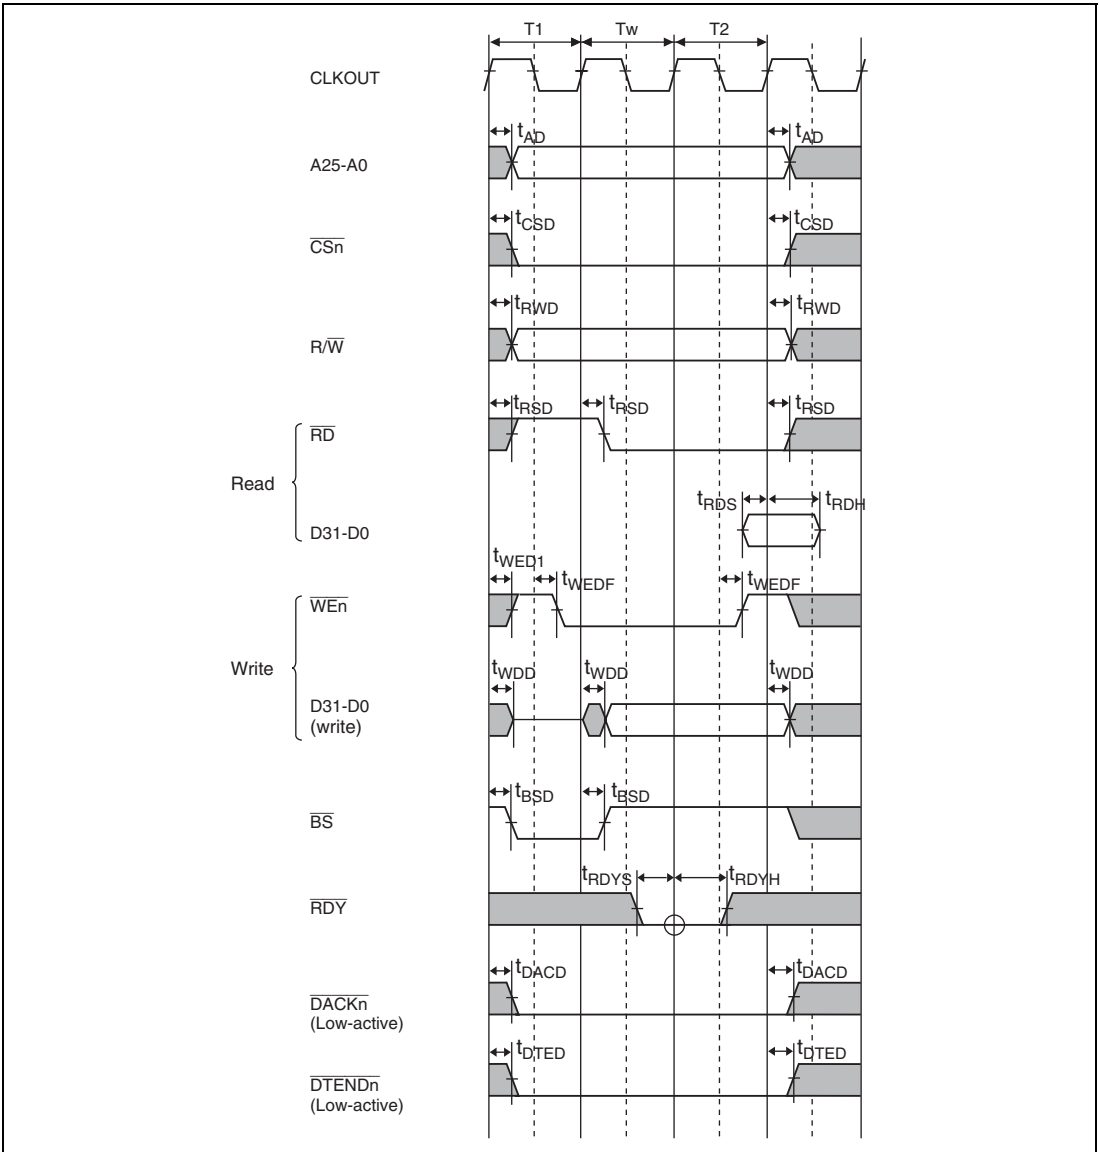 T1 Tw T2
CLKOUT
tAD tAD
A25-A0
tCSD tCSD
CSn
tRWD tRWD
R/W
tRSD tRSD tRSD
RD
Read
tRDS tRDH
D31-D0
tWED1
tWEDF tWEDF
WEn
Write
tWDD tWDD tWDD
D31-D0
(write)
tBSD tBSD
BS
tRDYS tRDYH
RDY
tDACD tDACD
DACKn
(Low-active)
tDTED tDTED
DTENDn
(Low-active)